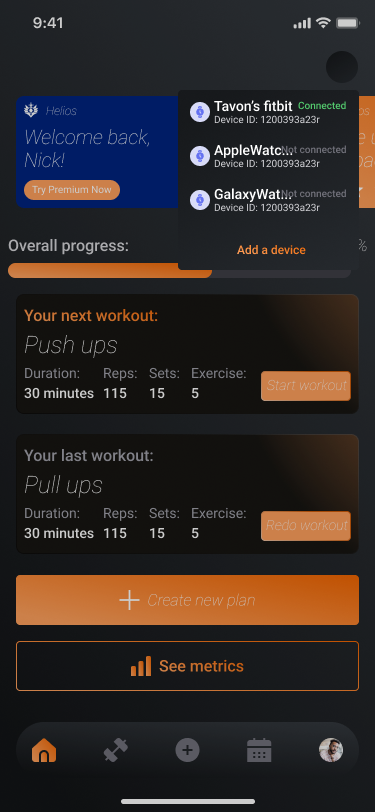 9:41
Helios
Welcome back,
Nick!
Try Premium Now
Tavon's fitbit Connected
Device ID: 1200393a23r
AppleWatc... Not connected
Device ID: 1200393a23r
GalaxyWat... Not connected
Device ID: 1200393a23r
Add a device
Overall progress: %
Your next workout:
Push ups
Duration: Reps: Sets: Exercise:
30 minutes 115 15 5
Start workout
Your last workout:
Pull ups
Duration: Reps: Sets: Exercise:
30 minutes 115 15 5
Redo workout
Create new plan
See metrics